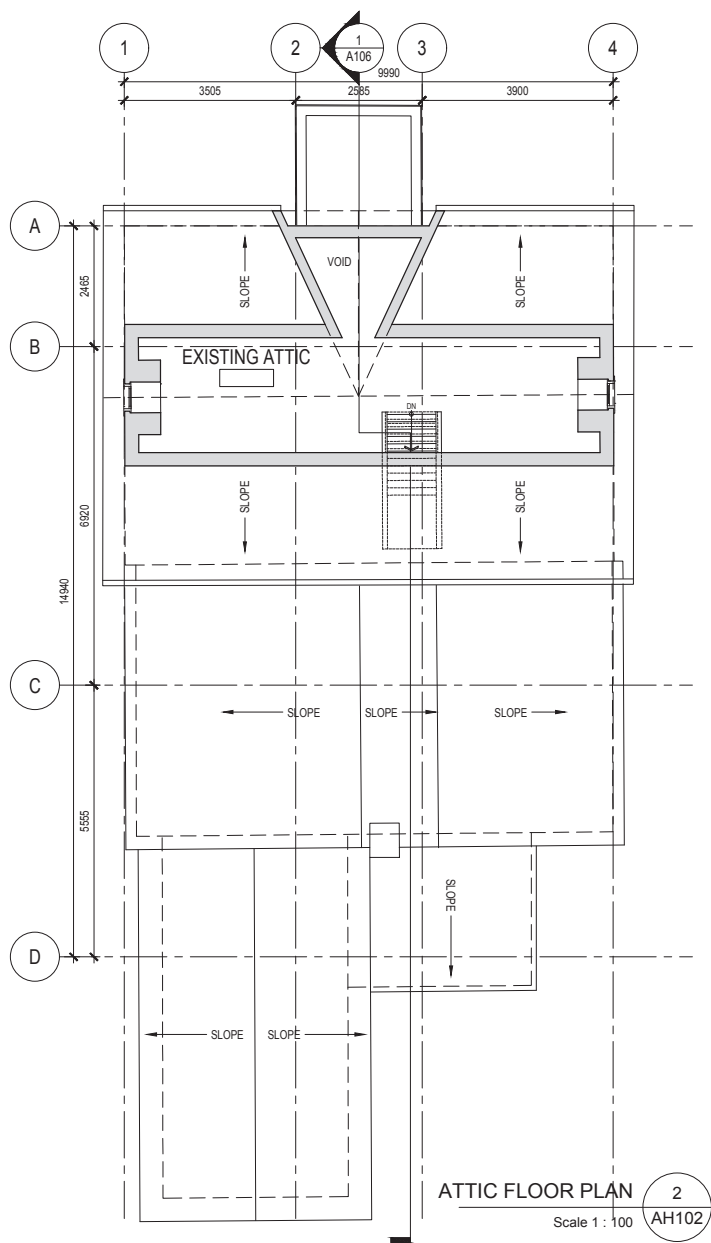 1
2
1
A106
3
4
9990
3505
2585
3900
A
VOID
SLOPE
SLOPE
2465
B
EXISTING ATTIC
DN
SLOPE
SLOPE
6920
14940
C
SLOPE
SLOPE
SLOPE
5555
SLOPE
D
SLOPE
SLOPE
ATTIC FLOOR PLAN
2
Scale 1 : 100
AH102